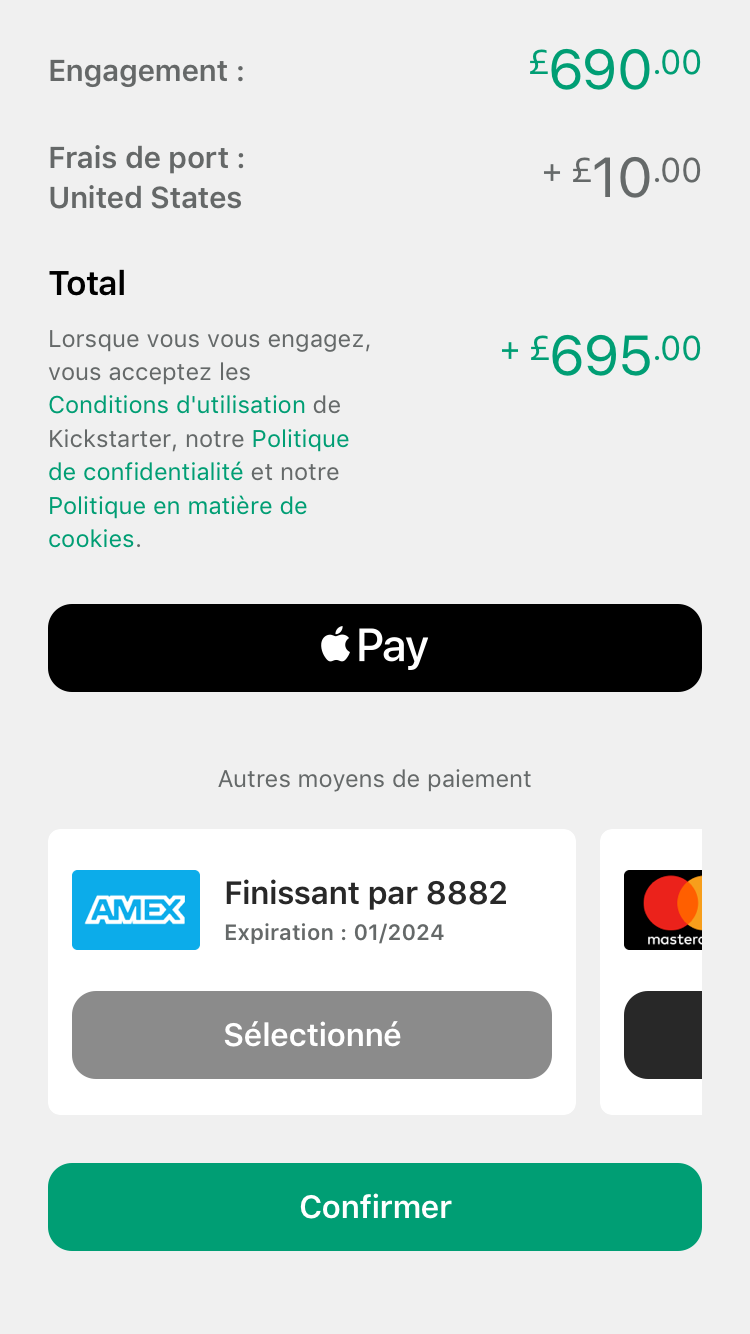 Engagement :
£690.00
Frais de port :
United States
+ £10.00
Total
Lorsque vous vous engagez,
vous acceptez les
Conditions d'utilisation de
Kickstarter, notre Politique
de confidentialité et notre
Politique en matière de
cookies.
+ £695.00
Pay
Autres moyens de paiement
AMEX
Finissant par 8882
Expiration : 01/2024
Sélectionné
Confirmer